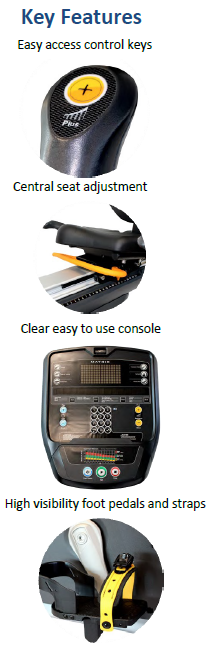 Key Features
Easy access control keys
Plus
Central seat adjustment
Clear easy to use console
MATRIX
High visibility foot pedals and straps